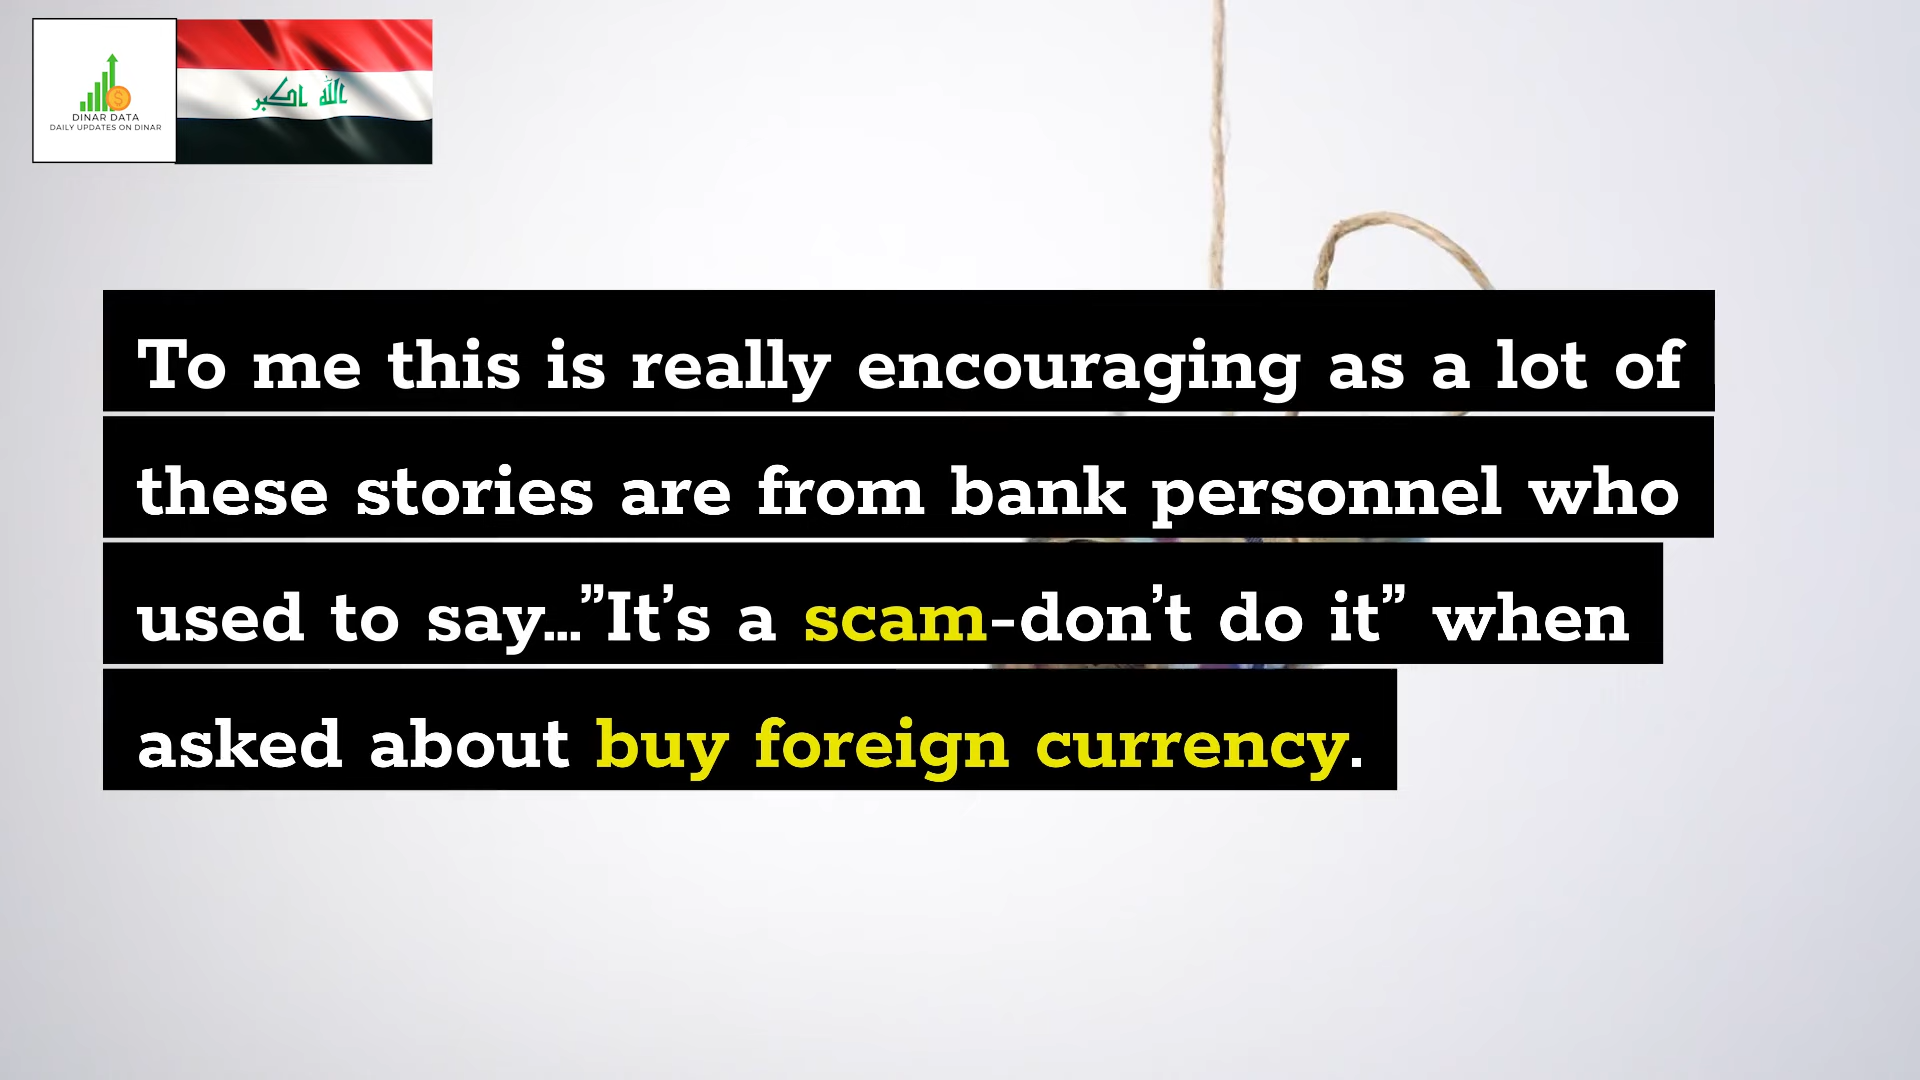 DINAR DATA
DAILY UPDATES ON DINAR
الله اكبر
To me this is really encouraging as a lot of
these stories are from bank personnel who
used to say...”It’s a scam-don’t do it” when
asked about buy foreign currency.